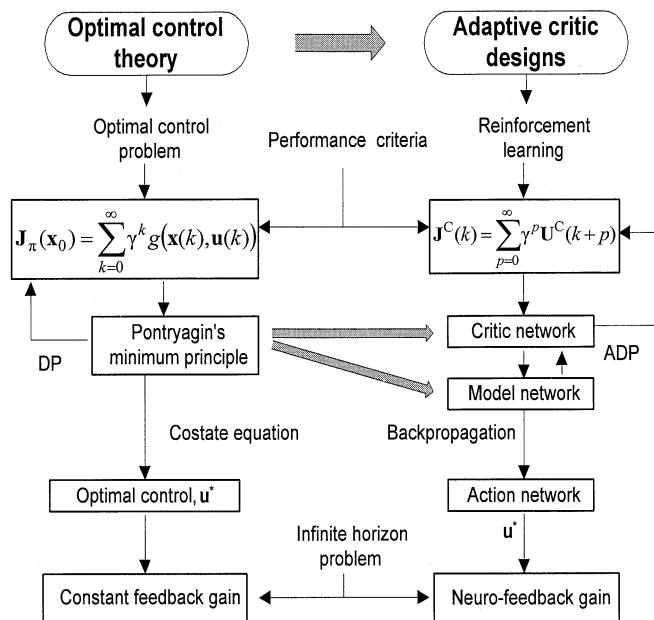 Optimal control
theory
Adaptive critic
designs
Optimal control
problem
Performance criteria
Reinforcement
learning
J_π(x_0) = ∑_{k=0}^{∞} γ^k g(x(k),u(k))
J^C(k) = ∑_{p=0}^{∞} γ^p U^C(k+p)
DP
Pontryagin's
minimum principle
Critic network
ADP
Model network
Costate equation
Backpropagation
Optimal control, u*
Action network
u*
Infinite horizon
problem
Constant feedback gain
Neuro-feedback gain